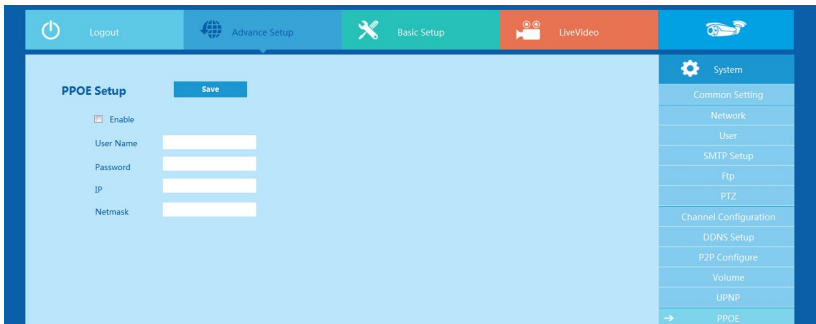 Logout
Advance Setup
Basic Setup
LiveVideo
PPOE Setup
Save
Enable
User Name
Password
IP
Netmask
System
Common Setting
Network
User
SMTP Setup
Ftp
PTZ
Channel Configuration
DDNS Setup
P2P Configure
Volume
UPNP
PPOE